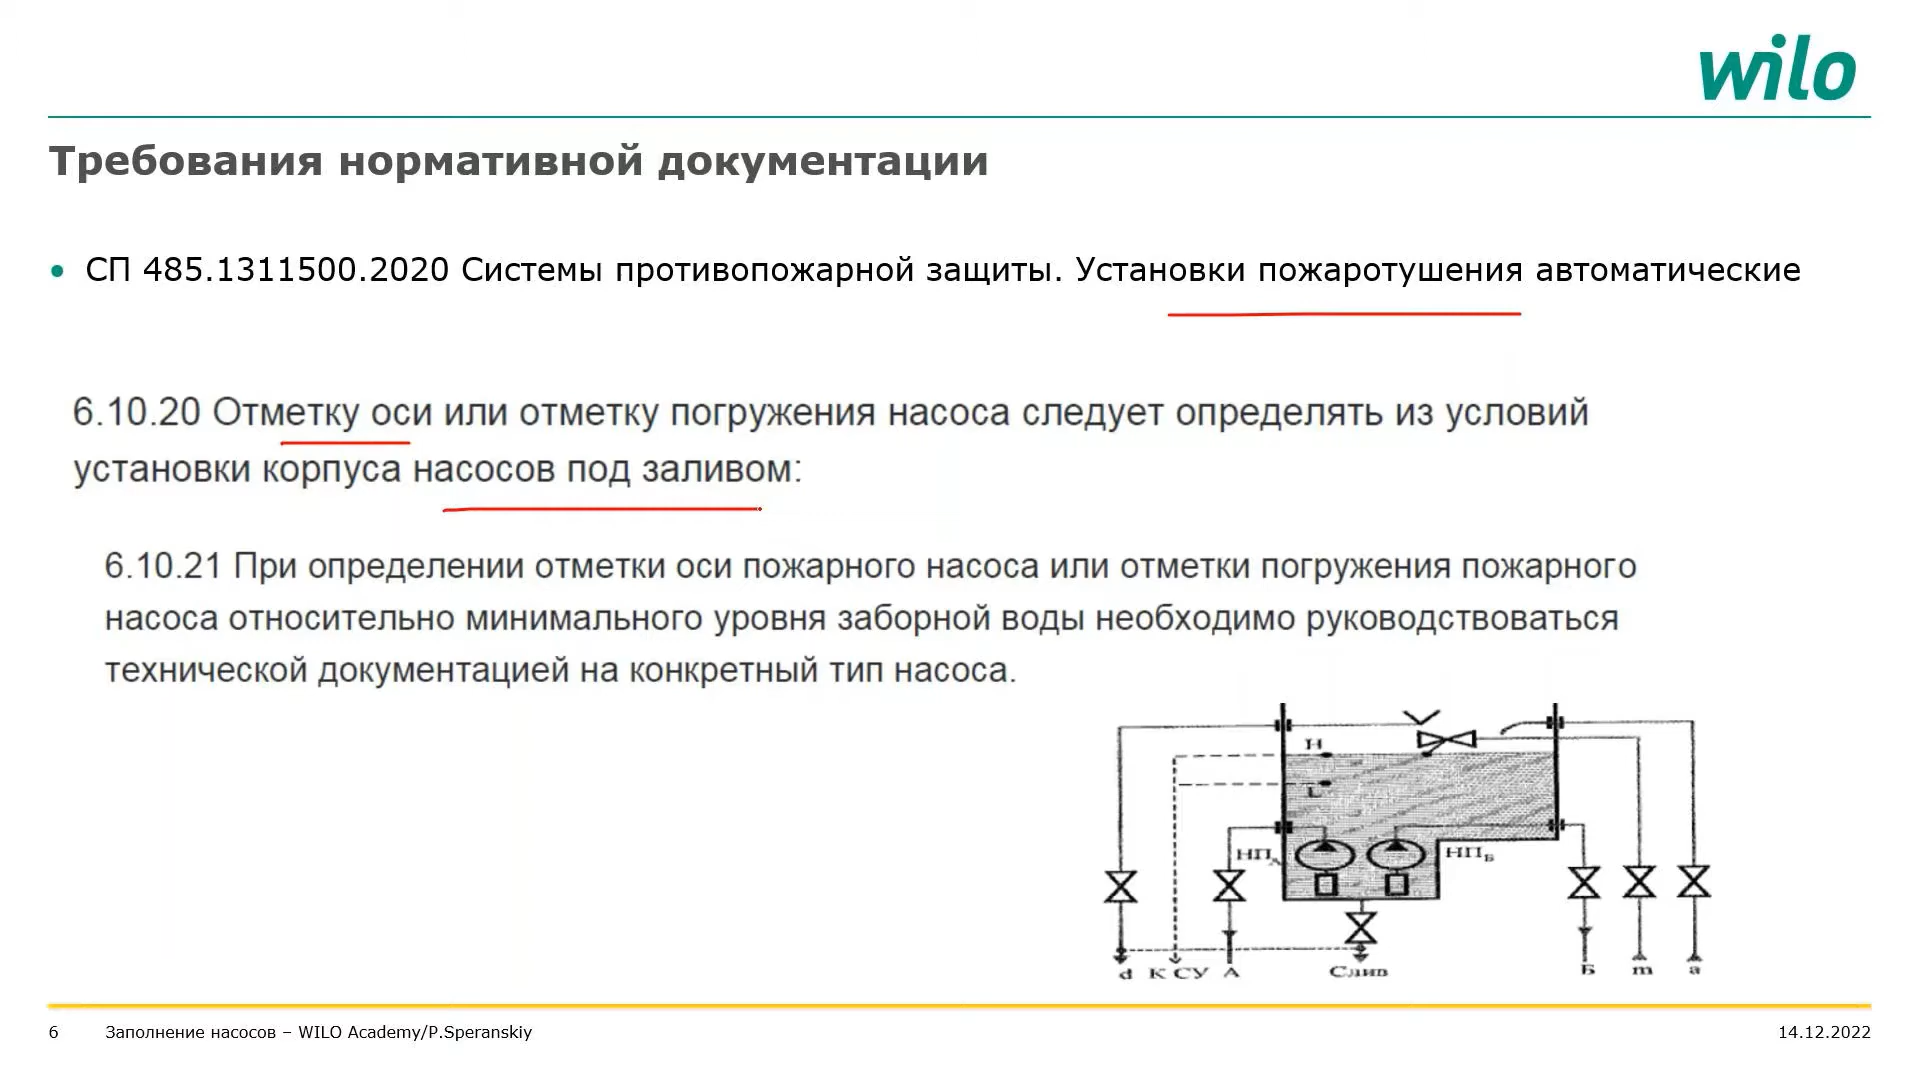 wilo
Требования нормативной документации
• СП 485.1311500.2020 Системы противопожарной защиты. Установки пожаротушения автоматические
6.10.20 Отметку оси или отметку погружения насоса следует определять из условий
установки корпуса насосов под заливом:
6.10.21 При определении отметки оси пожарного насоса или отметки погружения пожарного
насоса относительно минимального уровня заборной воды необходимо руководствоваться
технической документацией на конкретный тип насоса.
H
L
НПА
НПБ
d К СУ А Слив Б m a
6 Заполнение насосов – WILO Academy/P.Speranskiy 14.12.2022